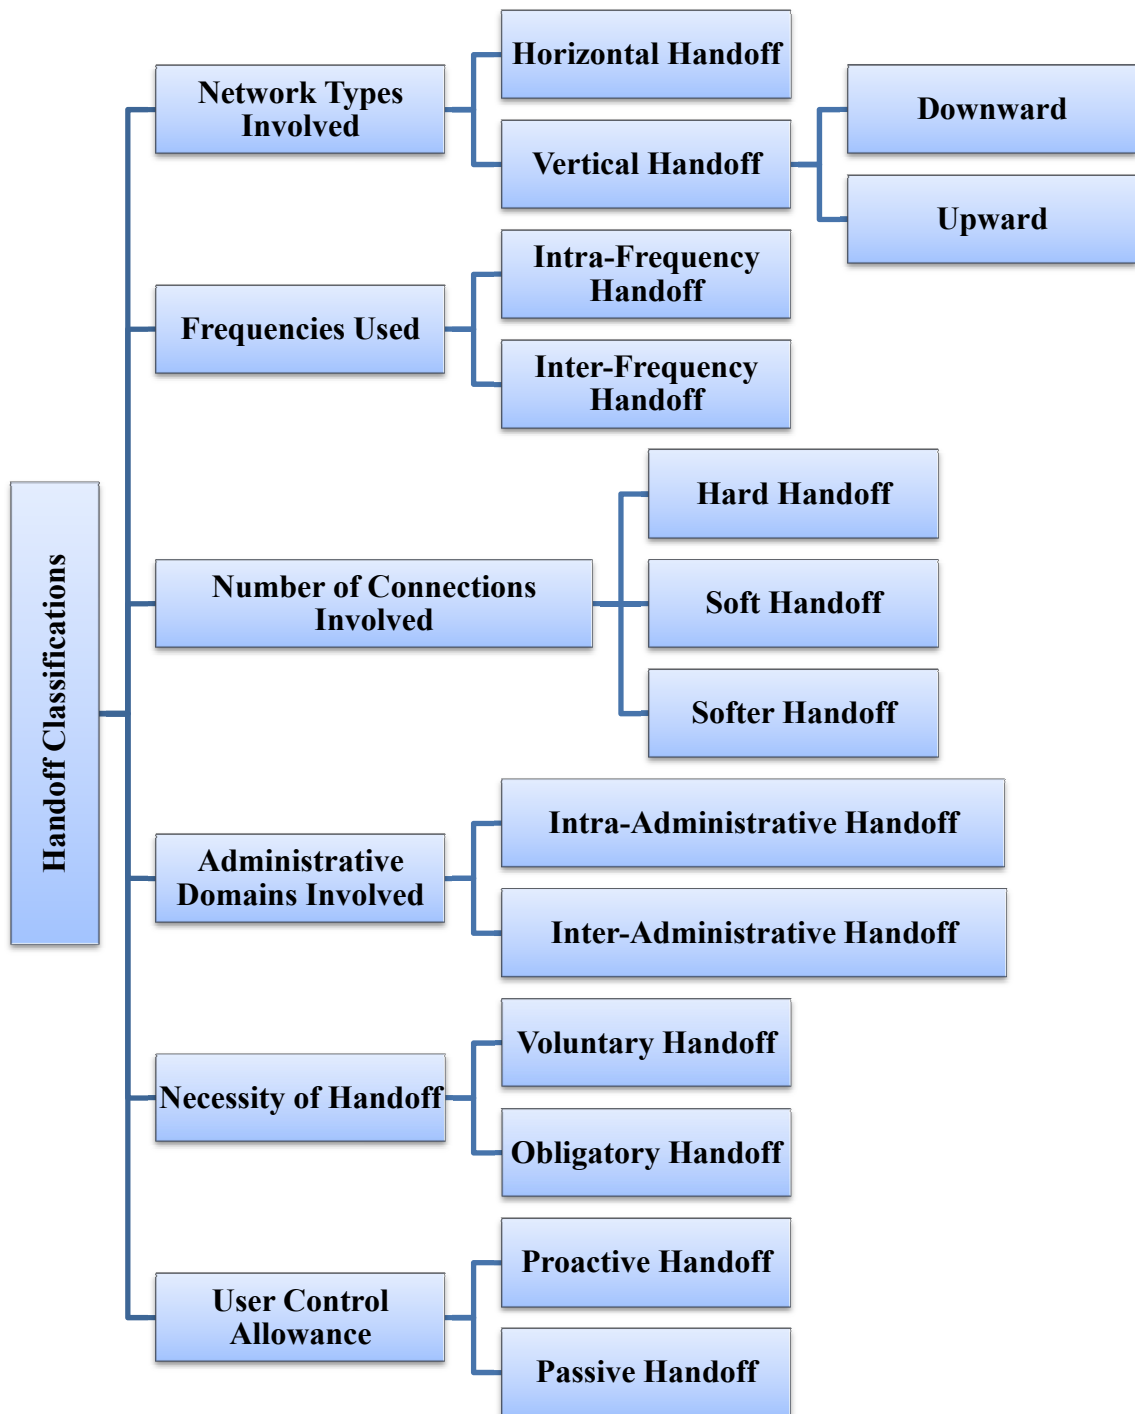 Handoff Classifications
Network Types
Involved
Horizontal Handoff
Vertical Handoff
Downward
Upward
Frequencies Used
Intra-Frequency
Handoff
Inter-Frequency
Handoff
Number of Connections
Involved
Hard Handoff
Soft Handoff
Softer Handoff
Administrative
Domains Involved
Intra-Administrative Handoff
Inter-Administrative Handoff
Necessity of Handoff
Voluntary Handoff
Obligatory Handoff
User Control
Allowance
Proactive Handoff
Passive Handoff